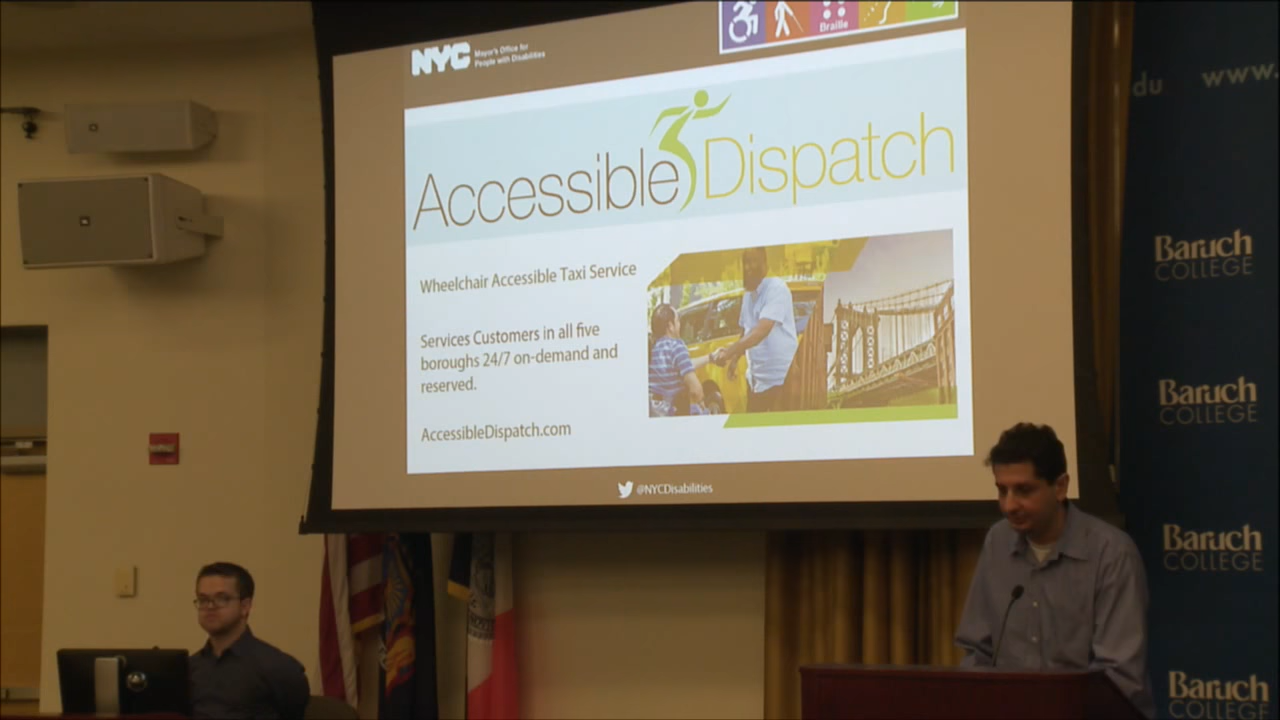 NYC Mayor's Office for
People with Disabilities
Braille
du www.
Accessible Dispatch
Wheelchair Accessible Taxi Service
Services Customers in all five
boroughs 24/7 on-demand and
reserved.
AccessibleDispatch.com
@NYCDisabilities
Baruch
COLLEGE
Baruch
COLLEGE
Baruch
COLLEGE
Baruch
COLLEGE